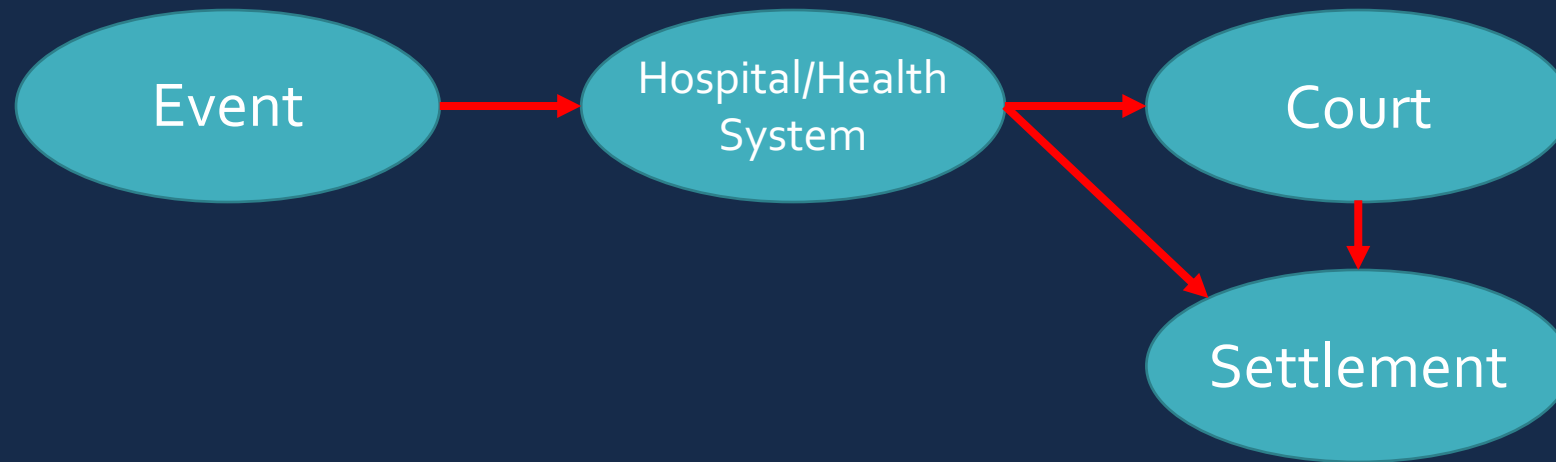 Event
Hospital/Health
System
Court
Settlement